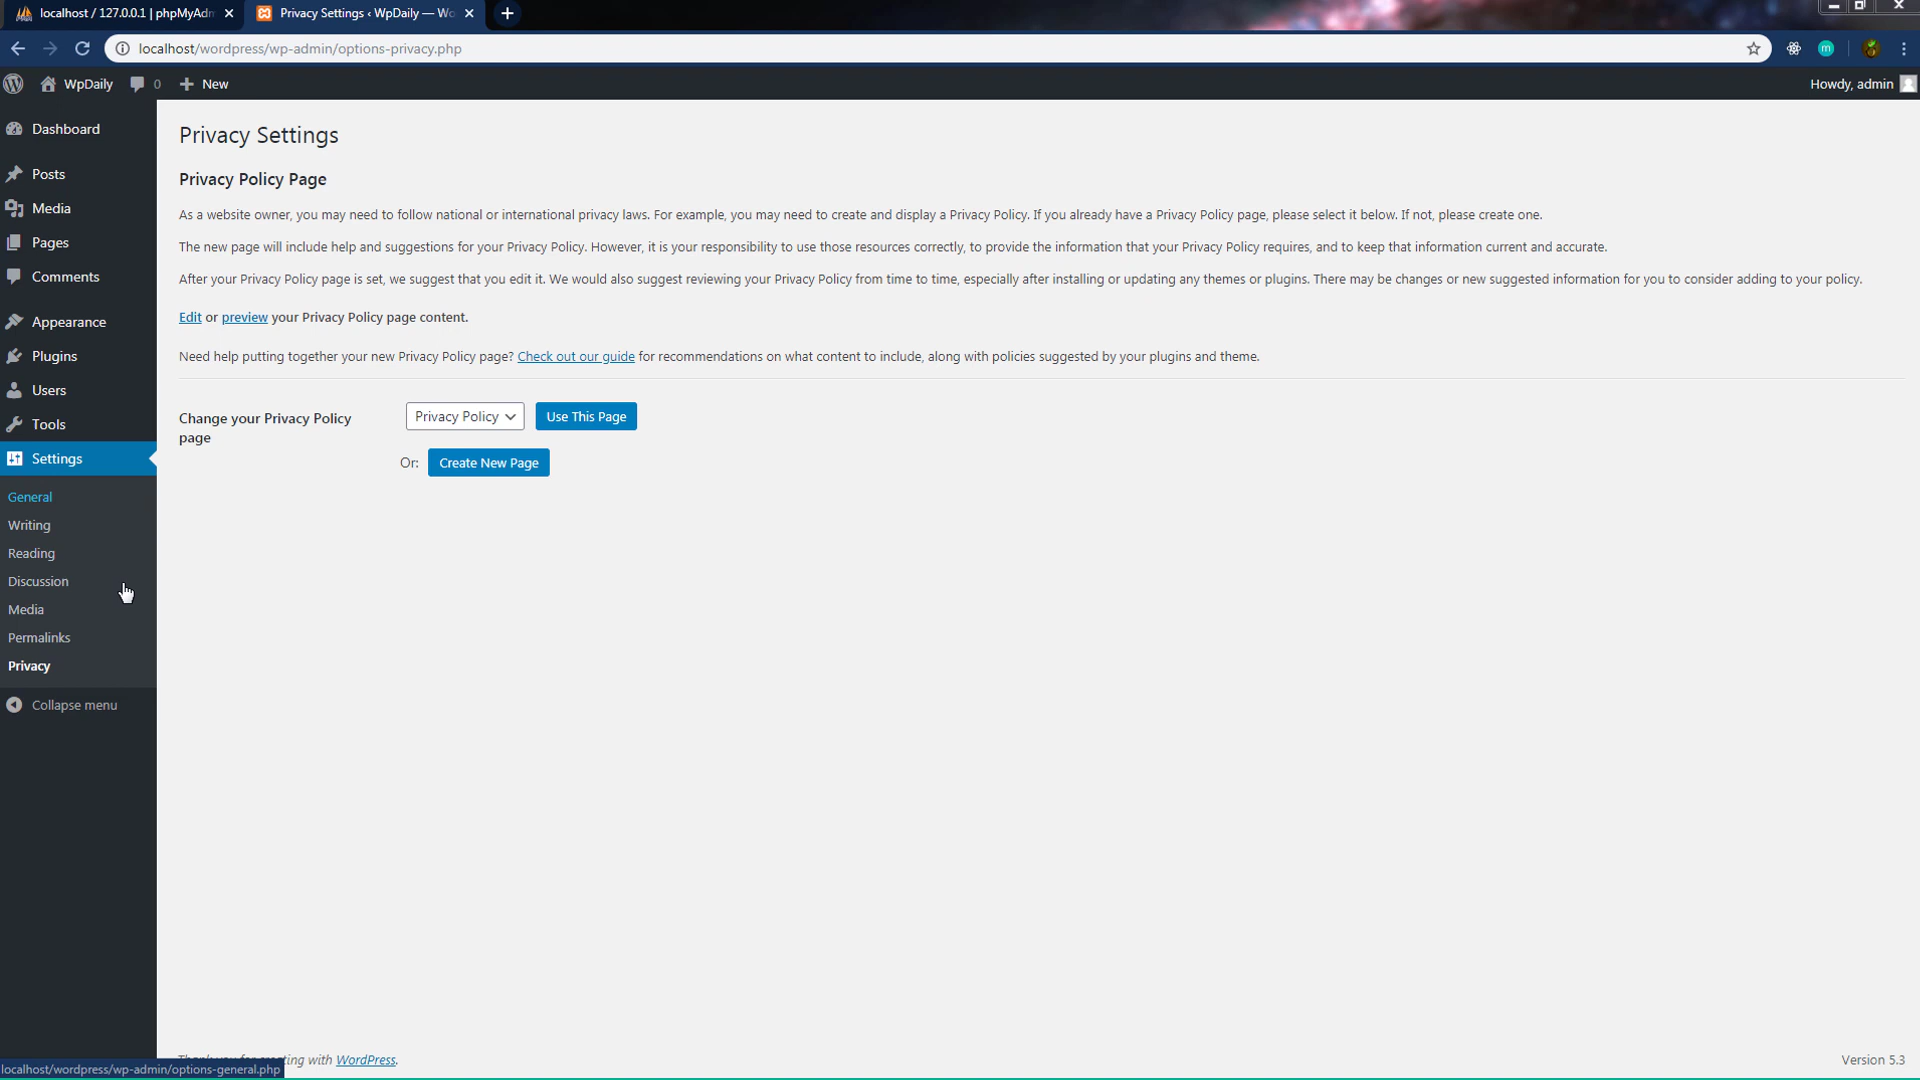 localhost / 127.0.0.1 | phpMyAdm
Privacy Settings ‹ WpDaily — Wo
localhost/wordpress/wp-admin/options-privacy.php
WpDaily
0
New
Howdy, admin
Dashboard
Posts
Media
Pages
Comments
Appearance
Plugins
Users
Tools
Settings
General
Writing
Reading
Discussion
Media
Permalinks
Privacy
Collapse menu
Privacy Settings
Privacy Policy Page
As a website owner, you may need to follow national or international privacy laws. For example, you may need to create and display a Privacy Policy. If you already have a Privacy Policy page, please select it below. If not, please create one.
The new page will include help and suggestions for your Privacy Policy. However, it is your responsibility to use those resources correctly, to provide the information that your Privacy Policy requires, and to keep that information current and accurate.
After your Privacy Policy page is set, we suggest that you edit it. We would also suggest reviewing your Privacy Policy from time to time, especially after installing or updating any themes or plugins. There may be changes or new suggested information for you to consider adding to your policy.
Edit or preview your Privacy Policy page content.
Need help putting together your new Privacy Policy page? Check out our guide for recommendations on what content to include, along with policies suggested by your plugins and theme.
Change your Privacy Policy page
Privacy Policy
Use This Page
Or:
Create New Page
Thank you for creating with WordPress.
Version 5.3
localhost/wordpress/wp-admin/options-general.php